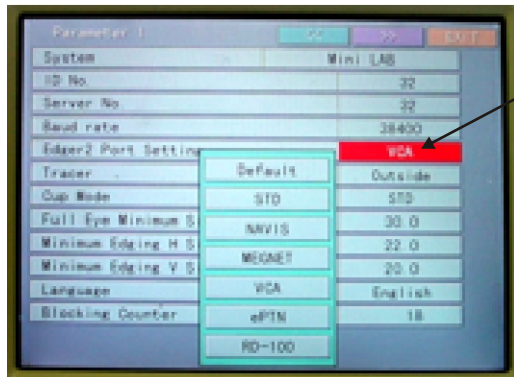 Parameter 1 << >> EXIT
System Mini LAB
ID No. 32
Server No. 32
Baud rate 38400
Edger2 Port Setting VCA
Tracer Outside
Cup Mode STD
Full Eye Minimum S 30.0
Minimum Edging H S 22.0
Minimum Edging V S 20.0
Language English
Blocking Counter 18
Default
STD
NAVIS
MEGNET
VCA
ePTN
RD-100